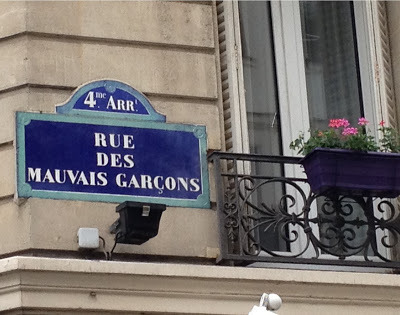 4me ARRt
RUE
DES
MAUVAIS GARÇONS